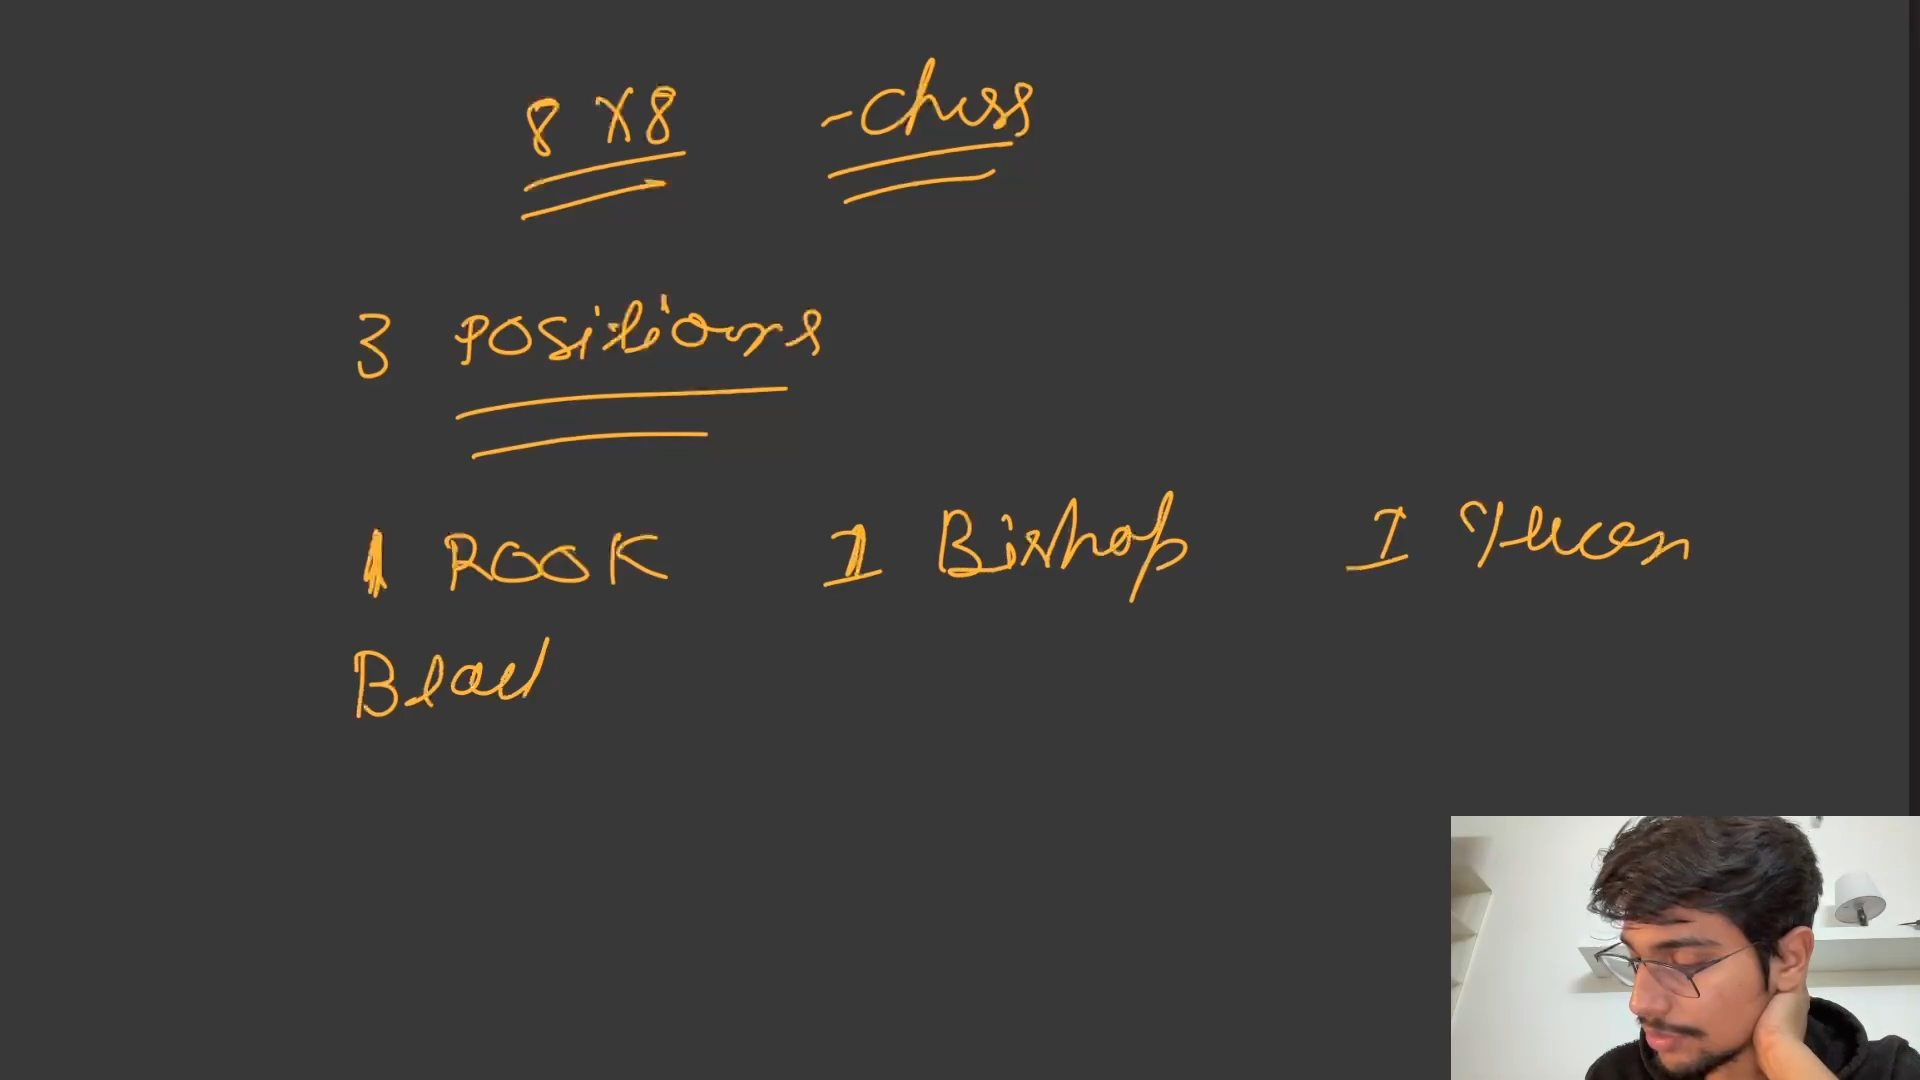 8 X 8 - Chess
3 POSitions
1 ROOK 1 Bishop 1 Queen
Black